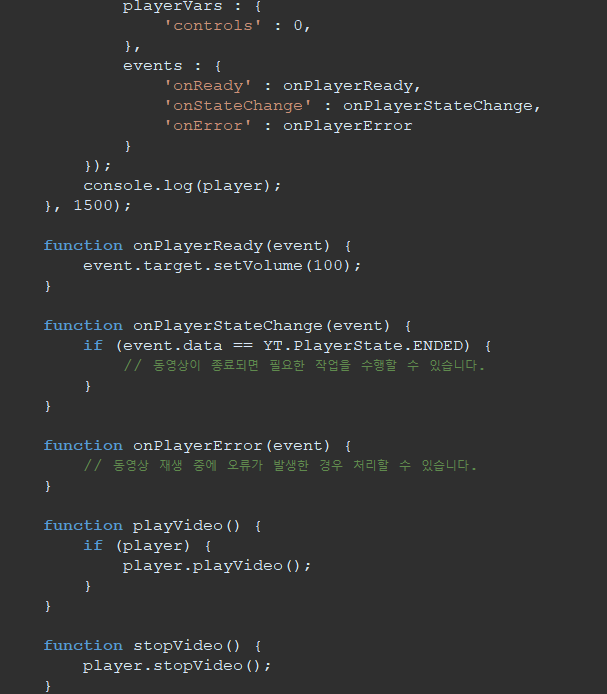 playerVars : {
'controls' : 0,
},
events : {
'onReady' : onPlayerReady,
'onStateChange' : onPlayerStateChange,
'onError' : onPlayerError
}
});
console.log(player);
}, 1500);
function onPlayerReady(event) {
event.target.setVolume(100);
}
function onPlayerStateChange(event) {
if (event.data == YT.PlayerState.ENDED) {
// 동영상이 종료되면 필요한 작업을 수행할 수 있습니다.
}
}
function onPlayerError(event) {
// 동영상 재생 중에 오류가 발생한 경우 처리할 수 있습니다.
}
function playVideo() {
if (player) {
player.playVideo();
}
}
function stopVideo() {
player.stopVideo();
}